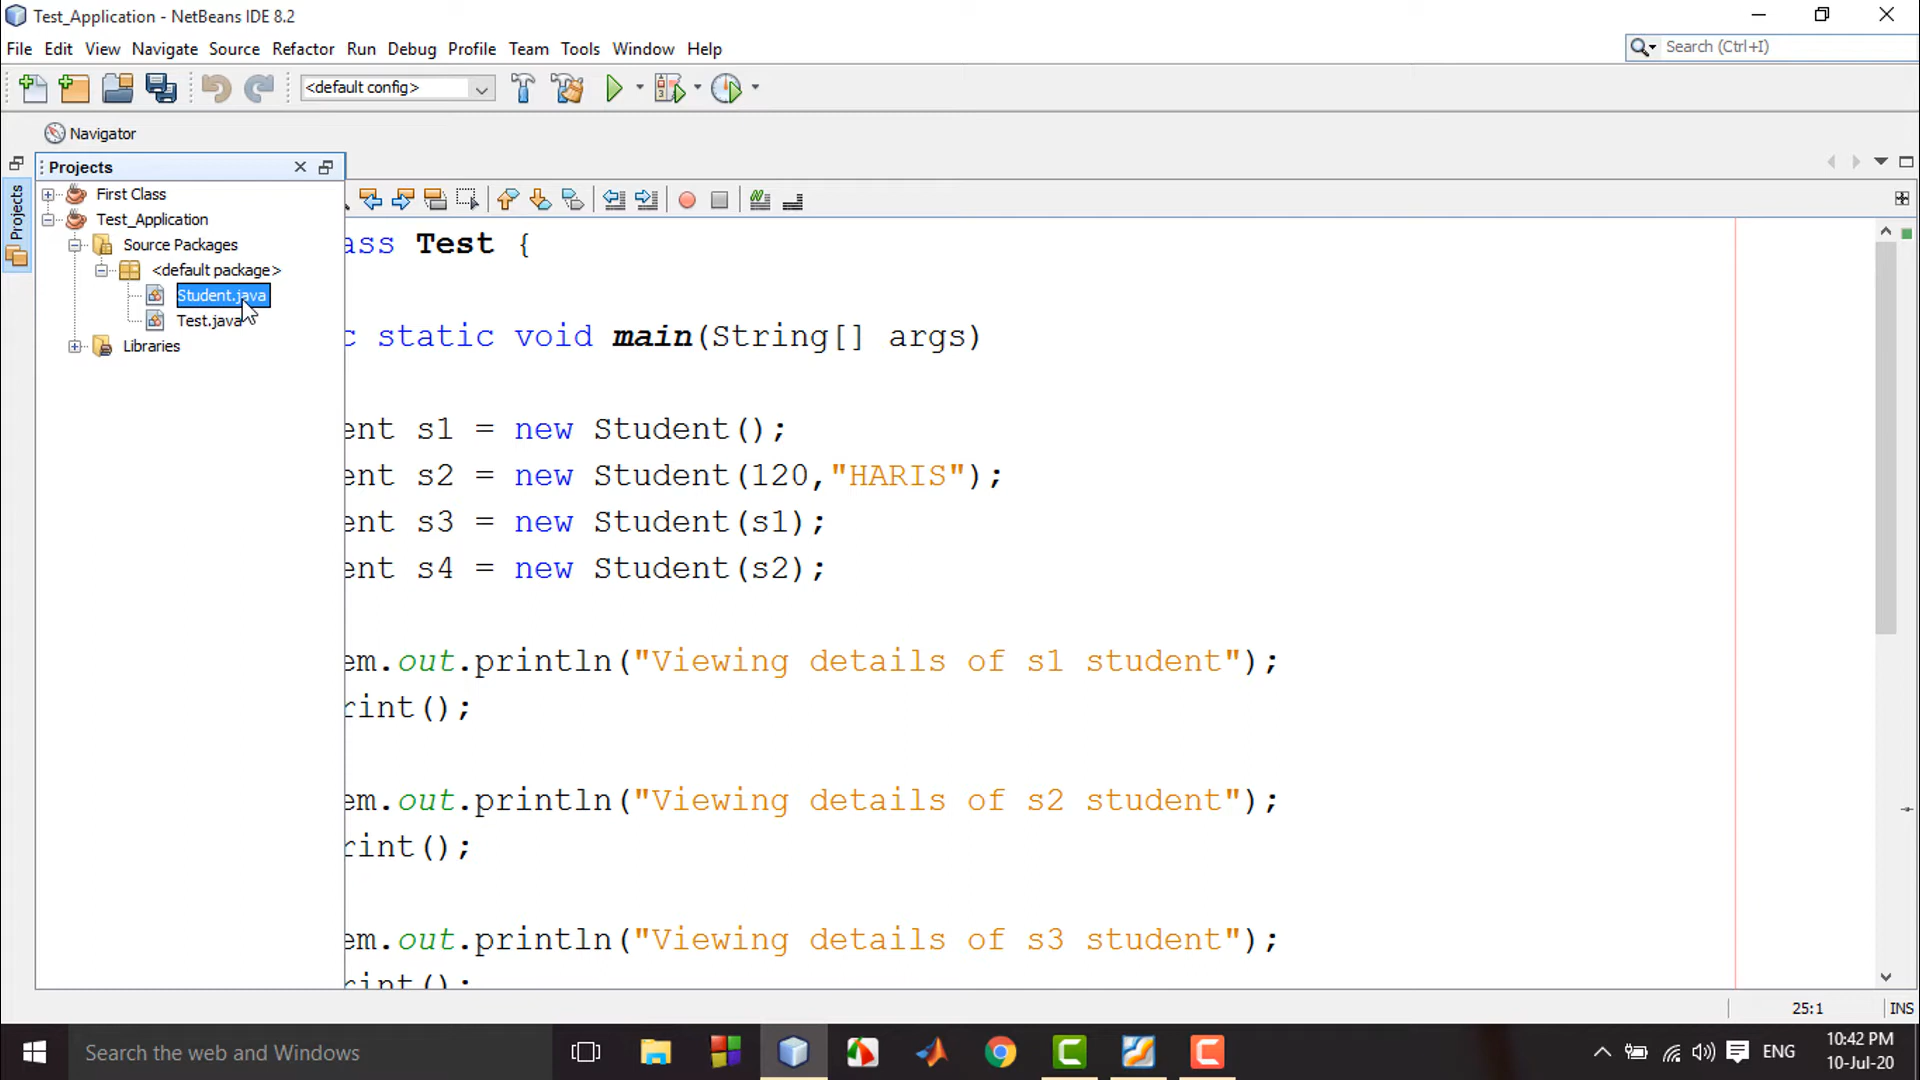 Test_Application - NetBeans IDE 8.2
File Edit View Navigate Source Refactor Run Debug Profile Team Tools Window Help
Search (Ctrl+I)
<default config>
Navigator
Projects
Projects
First Class
Test_Application
Source Packages
<default package>
Student.java
Test.java
Libraries
ass Test {
c static void main(String[] args)
ent s1 = new Student();
ent s2 = new Student(120,"HARIS");
ent s3 = new Student(s1);
ent s4 = new Student(s2);
em.out.println("Viewing details of s1 student");
rint();
em.out.println("Viewing details of s2 student");
rint();
em.out.println("Viewing details of s3 student");
rint();
25:1 INS
Search the web and Windows
ENG
10:42 PM
10-Jul-20